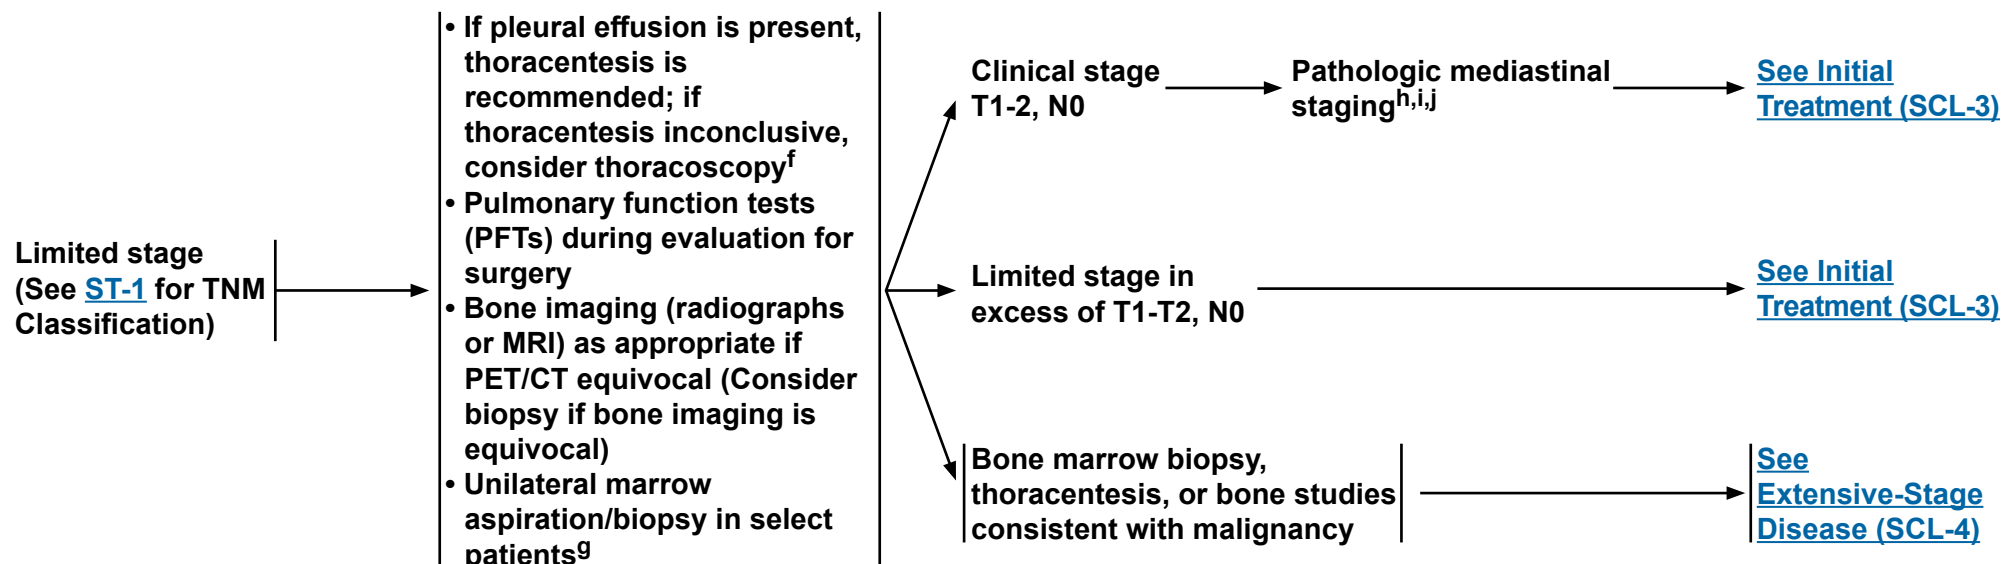 Limited stage
(See ST-1 for TNM
Classification)
• If pleural effusion is present,
thoracentesis is
recommended; if
thoracentesis inconclusive,
consider thoracoscopyf
• Pulmonary function tests
(PFTs) during evaluation for
surgery
• Bone imaging (radiographs
or MRI) as appropriate if
PET/CT equivocal (Consider
biopsy if bone imaging is
equivocal)
• Unilateral marrow
aspiration/biopsy in select
patientsg
Clinical stage
T1-2, N0
Pathologic mediastinal
stagingh,i,j
See Initial
Treatment (SCL-3)
Limited stage in
excess of T1-T2, N0
See Initial
Treatment (SCL-3)
Bone marrow biopsy,
thoracentesis, or bone studies
consistent with malignancy
See
Extensive-Stage
Disease (SCL-4)